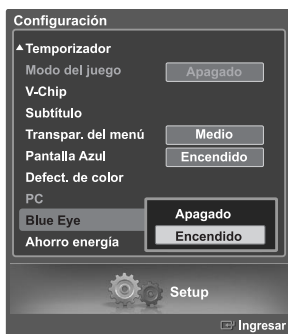 Configuración
Temporizador
Modo del juego Apagado
V-Chip
Subtítulo
Transpar. del menú Medio
Pantalla Azul Encendido
Defect. de color
PC
Blue Eye Apagado
Encendido
Ahorro energía
Setup
Ingresar